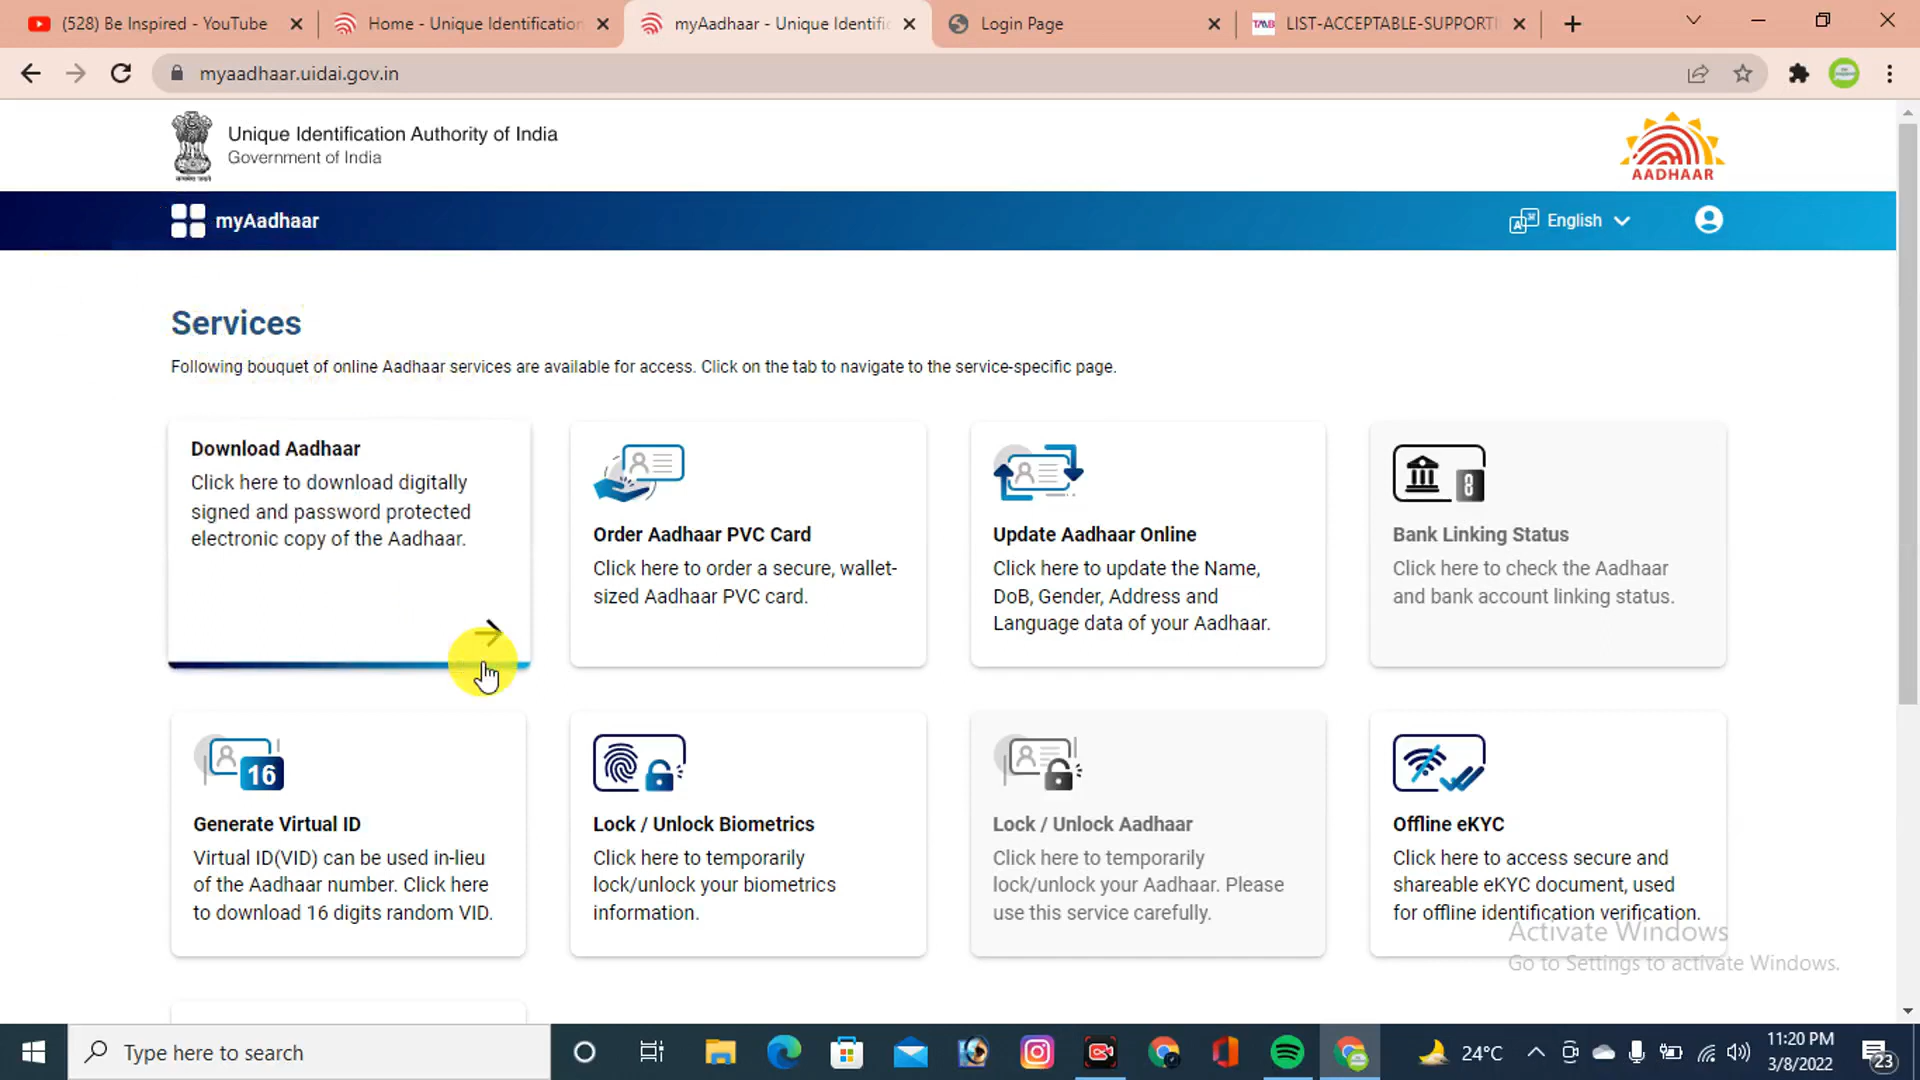 (528) Be Inspired - YouTube
Home - Unique Identification
myAadhaar - Unique Identific
Login Page
TMB LIST-ACCEPTABLE-SUPPORTI
myaadhaar.uidai.gov.in
Unique Identification Authority of India
Government of India
AADHAAR
myAadhaar
English
Services
Following bouquet of online Aadhaar services are available for access. Click on the tab to navigate to the service-specific page.
Download Aadhaar
Click here to download digitally
signed and password protected
electronic copy of the Aadhaar.
Order Aadhaar PVC Card
Click here to order a secure, wallet-
sized Aadhaar PVC card.
Update Aadhaar Online
Click here to update the Name,
DoB, Gender, Address and
Language data of your Aadhaar.
8
Bank Linking Status
Click here to check the Aadhaar
and bank account linking status.
16
Generate Virtual ID
Virtual ID(VID) can be used in-lieu
of the Aadhaar number. Click here
to download 16 digits random VID.
Lock / Unlock Biometrics
Click here to temporarily
lock/unlock your biometrics
information.
Lock / Unlock Aadhaar
Click here to temporarily
lock/unlock your Aadhaar. Please
use this service carefully.
Offline eKYC
Click here to access secure and
shareable eKYC document, used
for offline identification verification.
Activate Windows
Go to Settings to activate Windows.
Type here to search
24°C
11:20 PM
3/8/2022
23